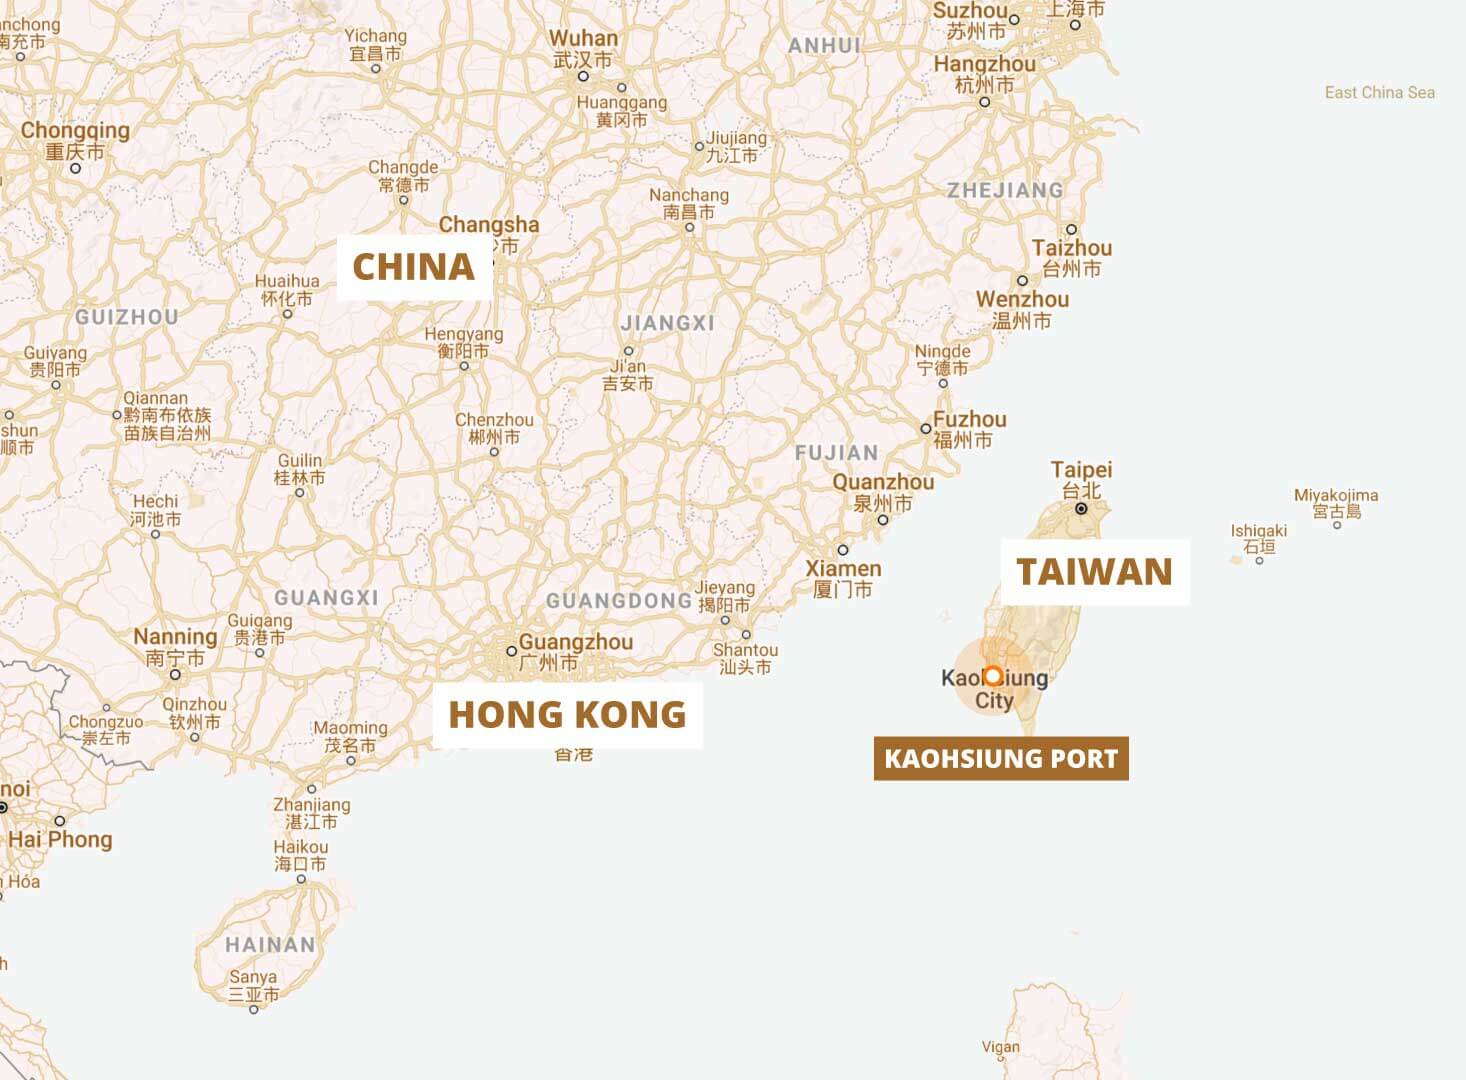 nchong
南充市
Yichang
宜昌市
Wuhan
武汉市
ANHUI
Suzhou
苏州市
上海市
Hangzhou
杭州市
East China Sea
Huanggang
黄冈市
Chongqing
重庆市
Jiujiang
九江市
Changde
常德市
Nanchang
南昌市
ZHEJIANG
Changsha
市
CHINA
Taizhou
台州市
Huaihua
怀化市
Wenzhou
温州市
GUIZHOU
JIANGXI
Hengyang
衡阳市
Guiyang
贵阳市
Ji'an
吉安市
Ningde
宁德市
Qiannan
黔南布依族
苗族自治州
shun
顺市
Chenzhou
郴州市
Fuzhou
福州市
FUJIAN
Guilin
桂林市
Taipei
台北
Quanzhou
泉州市
Hechi
河池市
Miyakojima
宮古島
Ishigaki
石垣
Xiamen
厦门市
TAIWAN
GUANGXI
GUANGDONG
Jieyang
揭阳市
Guigang
贵港市
Nanning
南宁市
Guangzhou
广州市
Shantou
汕头市
Kaohsiung
City
HONG KONG
香港
Qinzhou
钦州市
Chongzuo
崇左市
Maoming
茂名市
KAOHSIUNG PORT
noi
Hai Phong
Zhanjiang
湛江市
Haikou
海口市
Hóa
HAINAN
h
Sanya
三亚市
Vigan